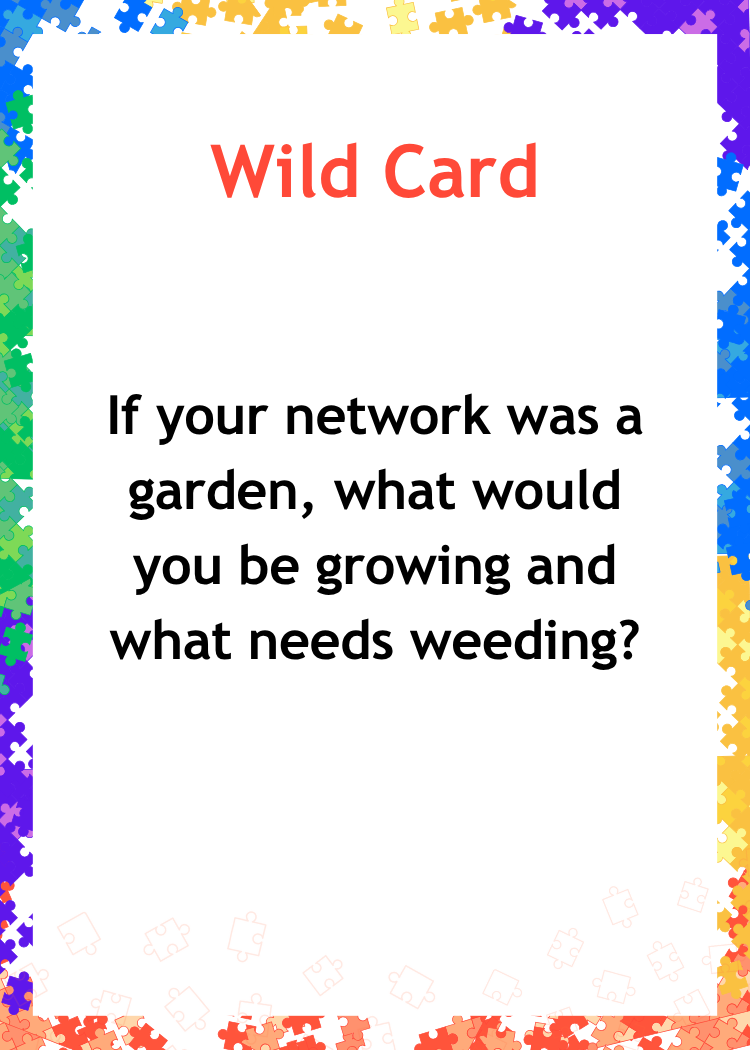 Wild Card
If your network was a
garden, what would
you be growing and
what needs weeding?